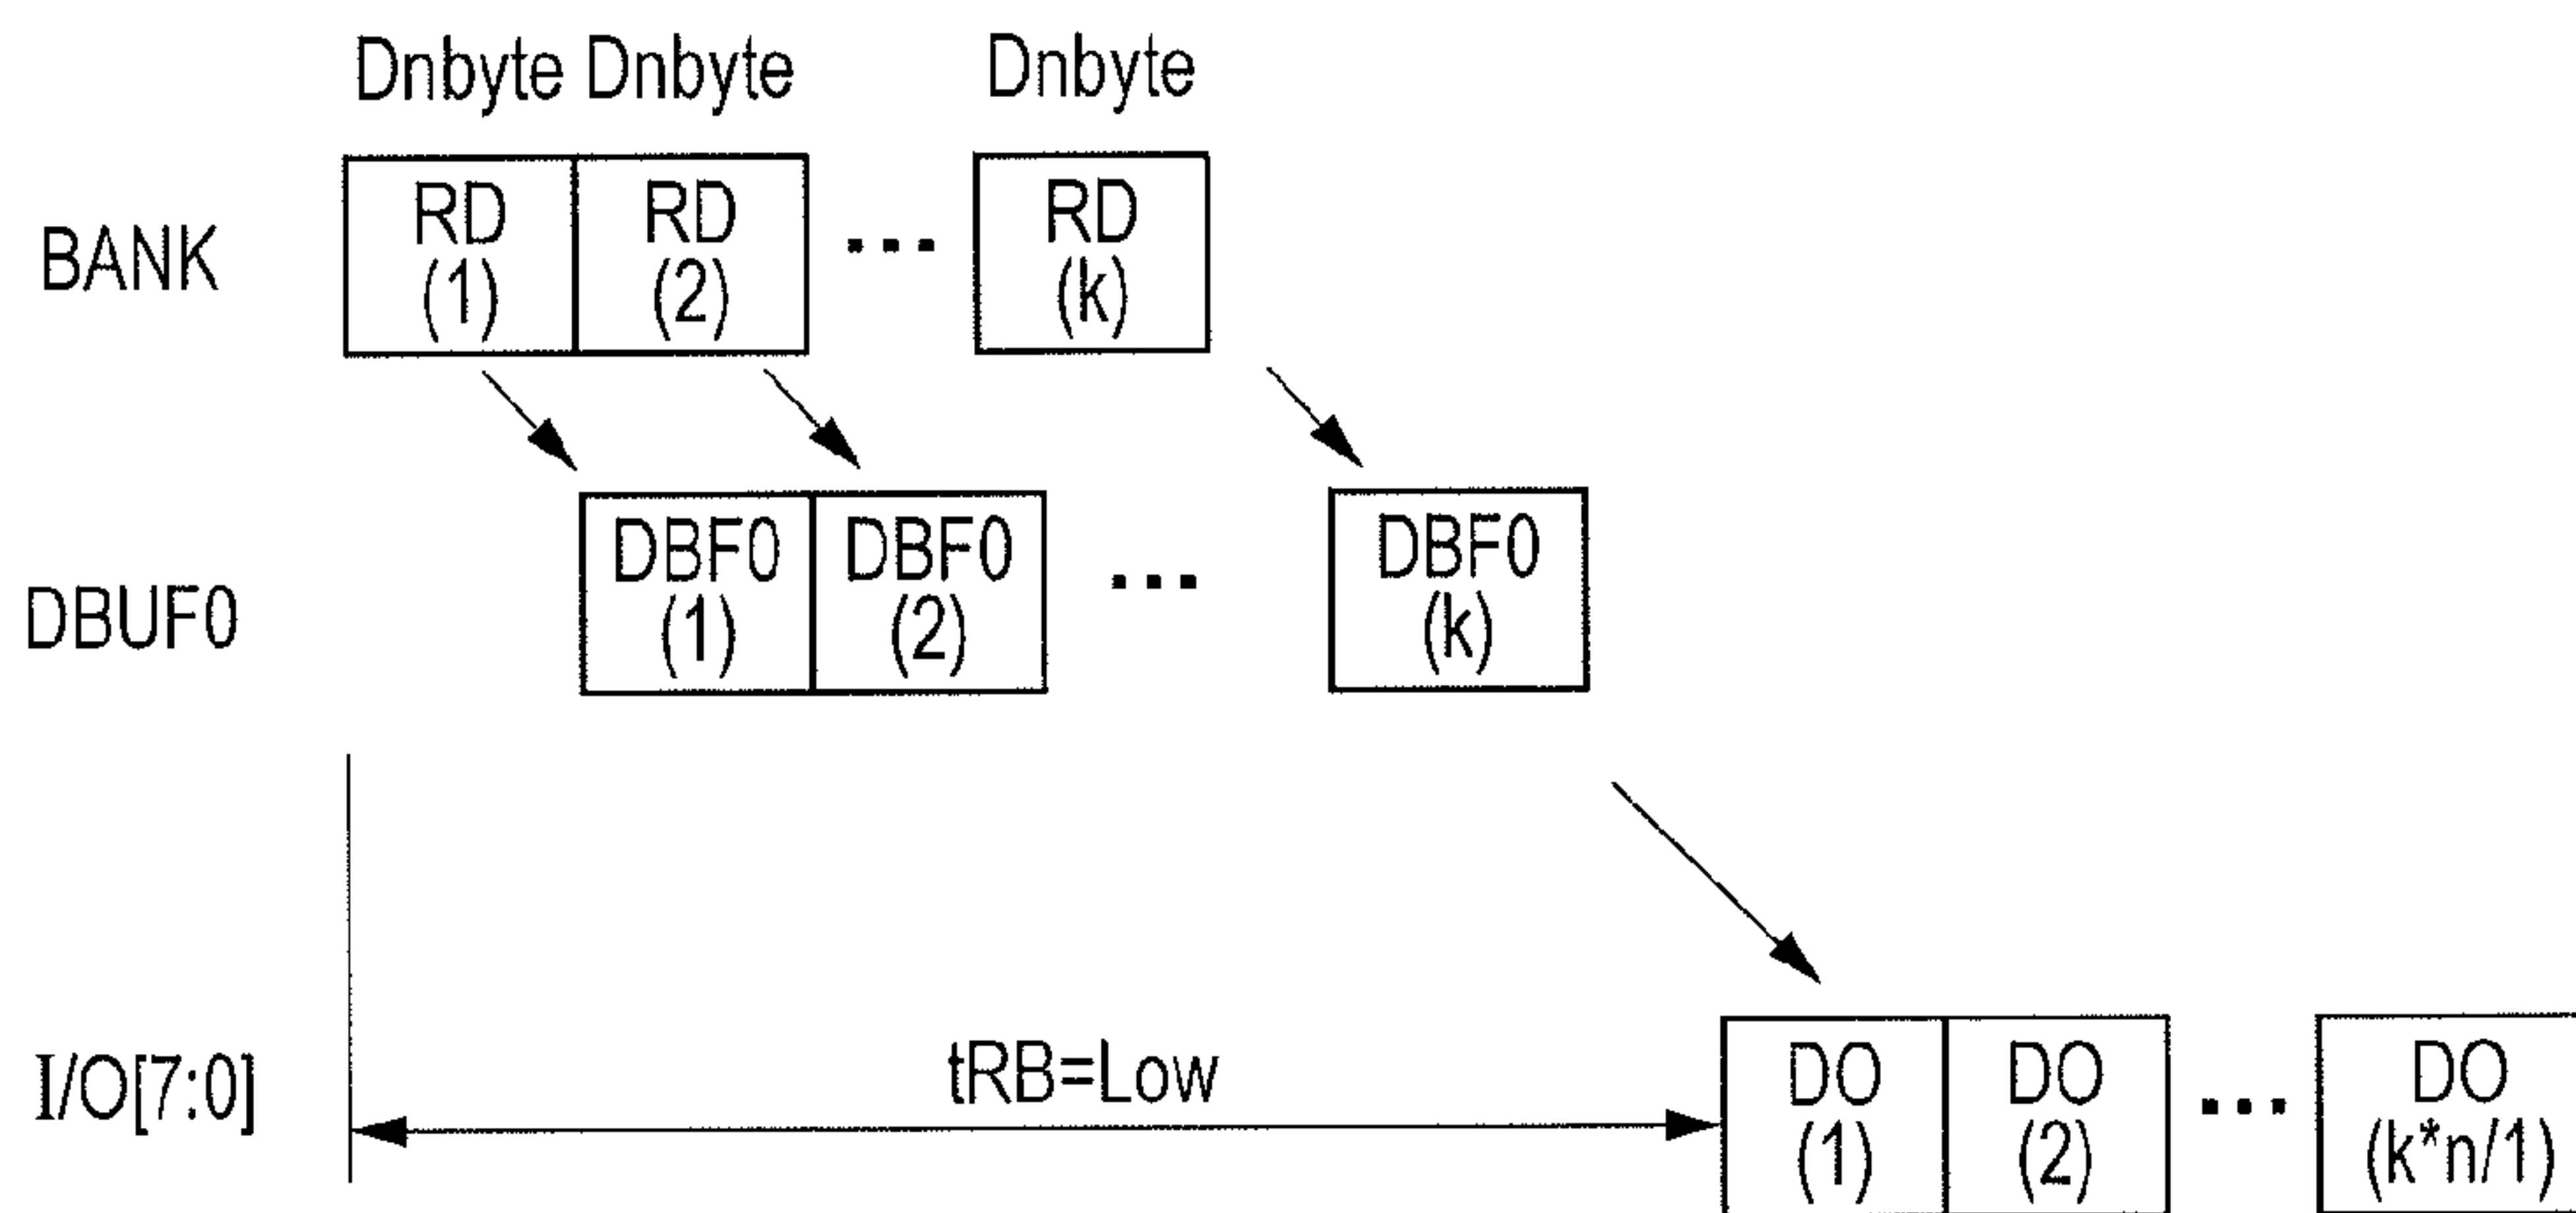 Dnbyte Dnbyte Dnbyte
BANK
RD
(1)
RD
(2)
...
RD
(k)
DBUF0
DBF0
(1)
DBF0
(2)
...
DBF0
(k)
I/O[7:0]
tRB=Low
DO
(1)
DO
(2)
...
DO
(k*n/1)